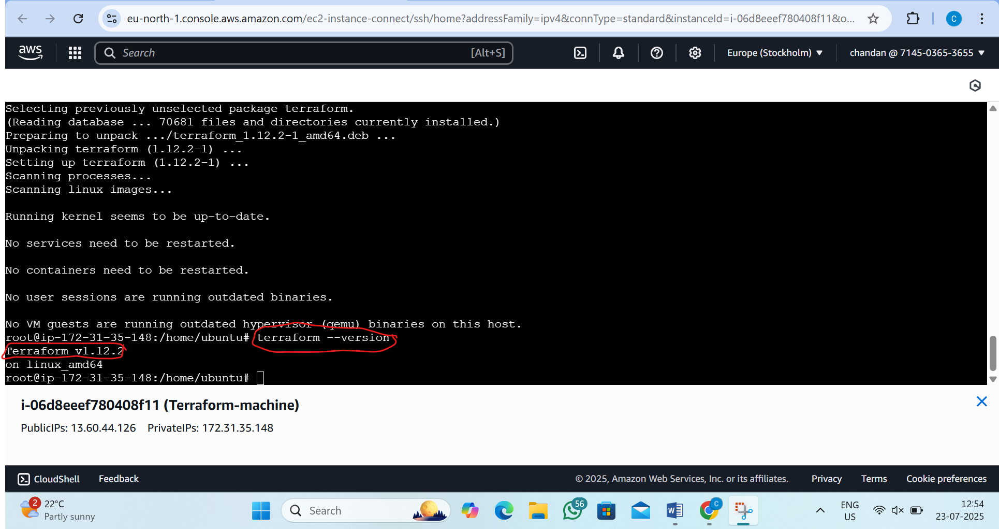 eu-north-1.console.aws.amazon.com/ec2-instance-connect/ssh/home?addressFamily=ipv4&connType=standard&instanceId=i-06d8eeef780408f11&o...
C
aws
Search
[Alt+S]
Europe (Stockholm)
chandan @ 7145-0365-3655
Selecting previously unselected package terraform.
(Reading database ... 70681 files and directories currently installed.)
Preparing to unpack .../terraform_1.12.2-1_amd64.deb ...
Unpacking terraform (1.12.2-1) ...
Setting up terraform (1.12.2-1) ...
Scanning processes...
Scanning linux images...
Running kernel seems to be up-to-date.
No services need to be restarted.
No containers need to be restarted.
No user sessions are running outdated binaries.
No VM guests are running outdated hypervisor (qemu) binaries on this host.
root@ip-172-31-35-148:/home/ubuntu# terraform --version
Terraform v1.12.2
on linux_amd64
root@ip-172-31-35-148:/home/ubuntu#
i-06d8eeef780408f11 (Terraform-machine)
PublicIPs: 13.60.44.126 PrivateIPs: 172.31.35.148
CloudShell Feedback © 2025, Amazon Web Services, Inc. or its affiliates. Privacy Terms Cookie preferences
2
22°C
Partly sunny
Search
56
W
C
ENG
US
12:54
23-07-2025